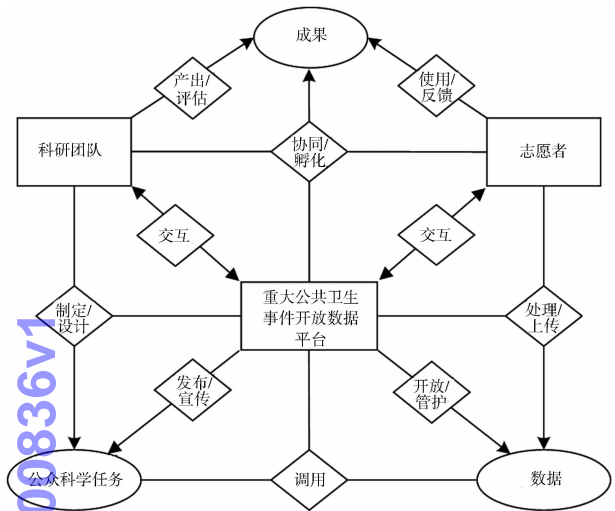 成果
产出/
评估
使用/
反馈
科研团队
协同/
孵化
志愿者
交互
交互
重大公共卫生
事件开放数据
平台
制定/
设计
处理/
上传
发布/
宣传
开放/
管护
公众科学任务
调用
数据
00836v1